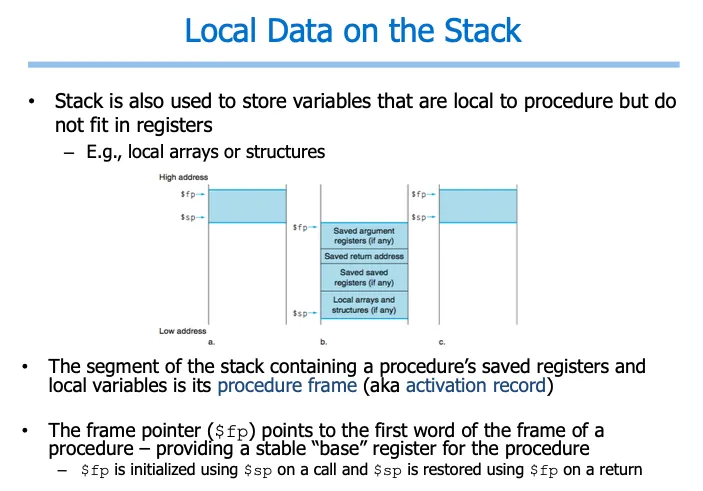 Local Data on the Stack
• Stack is also used to store variables that are local to procedure but do
not fit in registers
– E.g., local arrays or structures
High address
$fp
$sp
$fp
Saved argument
registers (if any)
Saved return address
Saved saved
registers (if any)
Local arrays and
structures (if any)
$sp
$fp
$sp
Low address
a.
b.
c.
• The segment of the stack containing a procedure’s saved registers and
local variables is its procedure frame (aka activation record)
• The frame pointer ($fp) points to the first word of the frame of a
procedure – providing a stable “base” register for the procedure
– $fp is initialized using $sp on a call and $sp is restored using $fp on a return